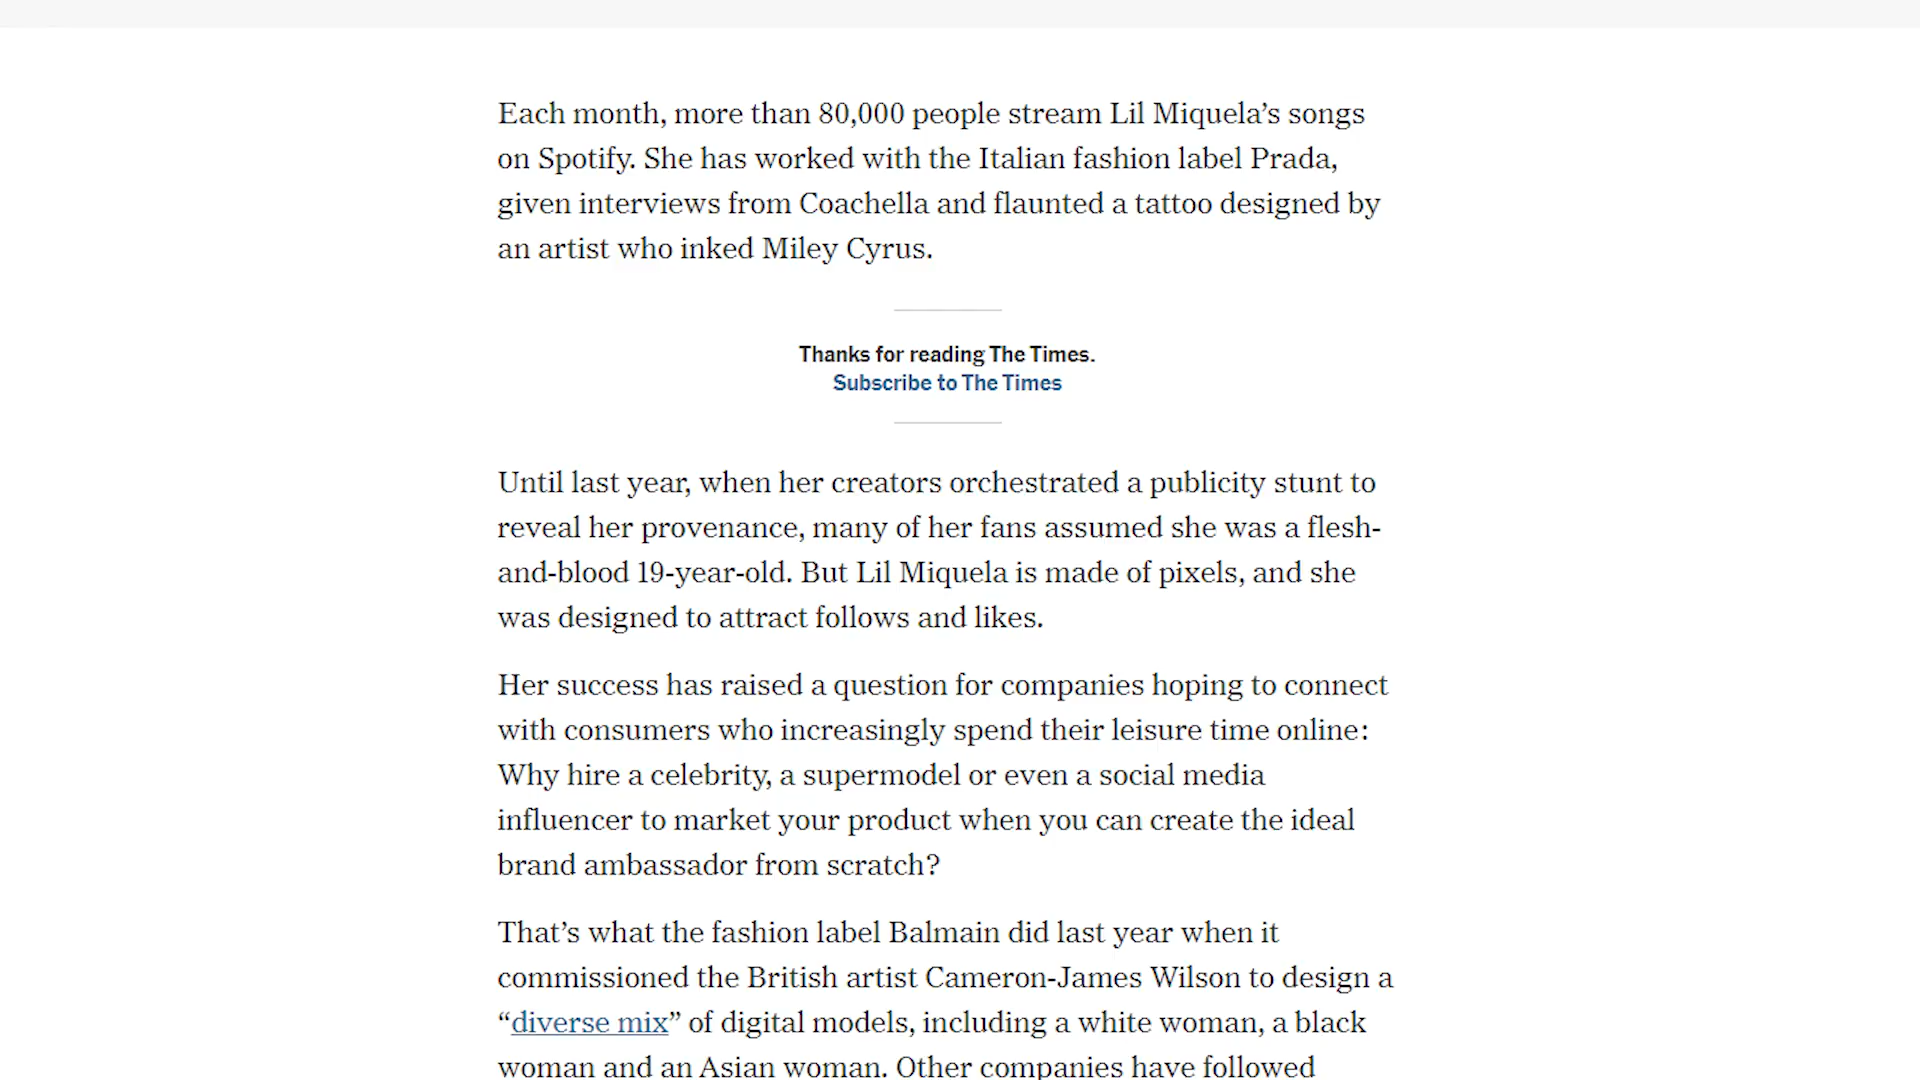 Each month, more than 80,000 people stream Lil Miquela’s songs
on Spotify. She has worked with the Italian fashion label Prada,
given interviews from Coachella and flaunted a tattoo designed by
an artist who inked Miley Cyrus.
Thanks for reading The Times.
Subscribe to The Times
Until last year, when her creators orchestrated a publicity stunt to
reveal her provenance, many of her fans assumed she was a flesh-
and-blood 19-year-old. But Lil Miquela is made of pixels, and she
was designed to attract follows and likes.
Her success has raised a question for companies hoping to connect
with consumers who increasingly spend their leisure time online:
Why hire a celebrity, a supermodel or even a social media
influencer to market your product when you can create the ideal
brand ambassador from scratch?
That’s what the fashion label Balmain did last year when it
commissioned the British artist Cameron-James Wilson to design a
“diverse mix” of digital models, including a white woman, a black
woman and an Asian woman. Other companies have followed